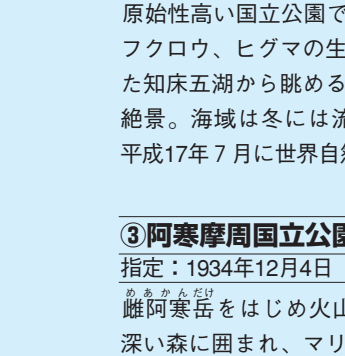 原始性高い国立公園で
フクロウ、ヒグマの生
た知床五湖から眺める
絶景。海域は冬には流
平成17年７月に世界自然
③阿寒摩周国立公園
指定：1934年12月4日
めあかんだけ
雌阿寒岳をはじめ火山
深い森に囲まれ、マリ